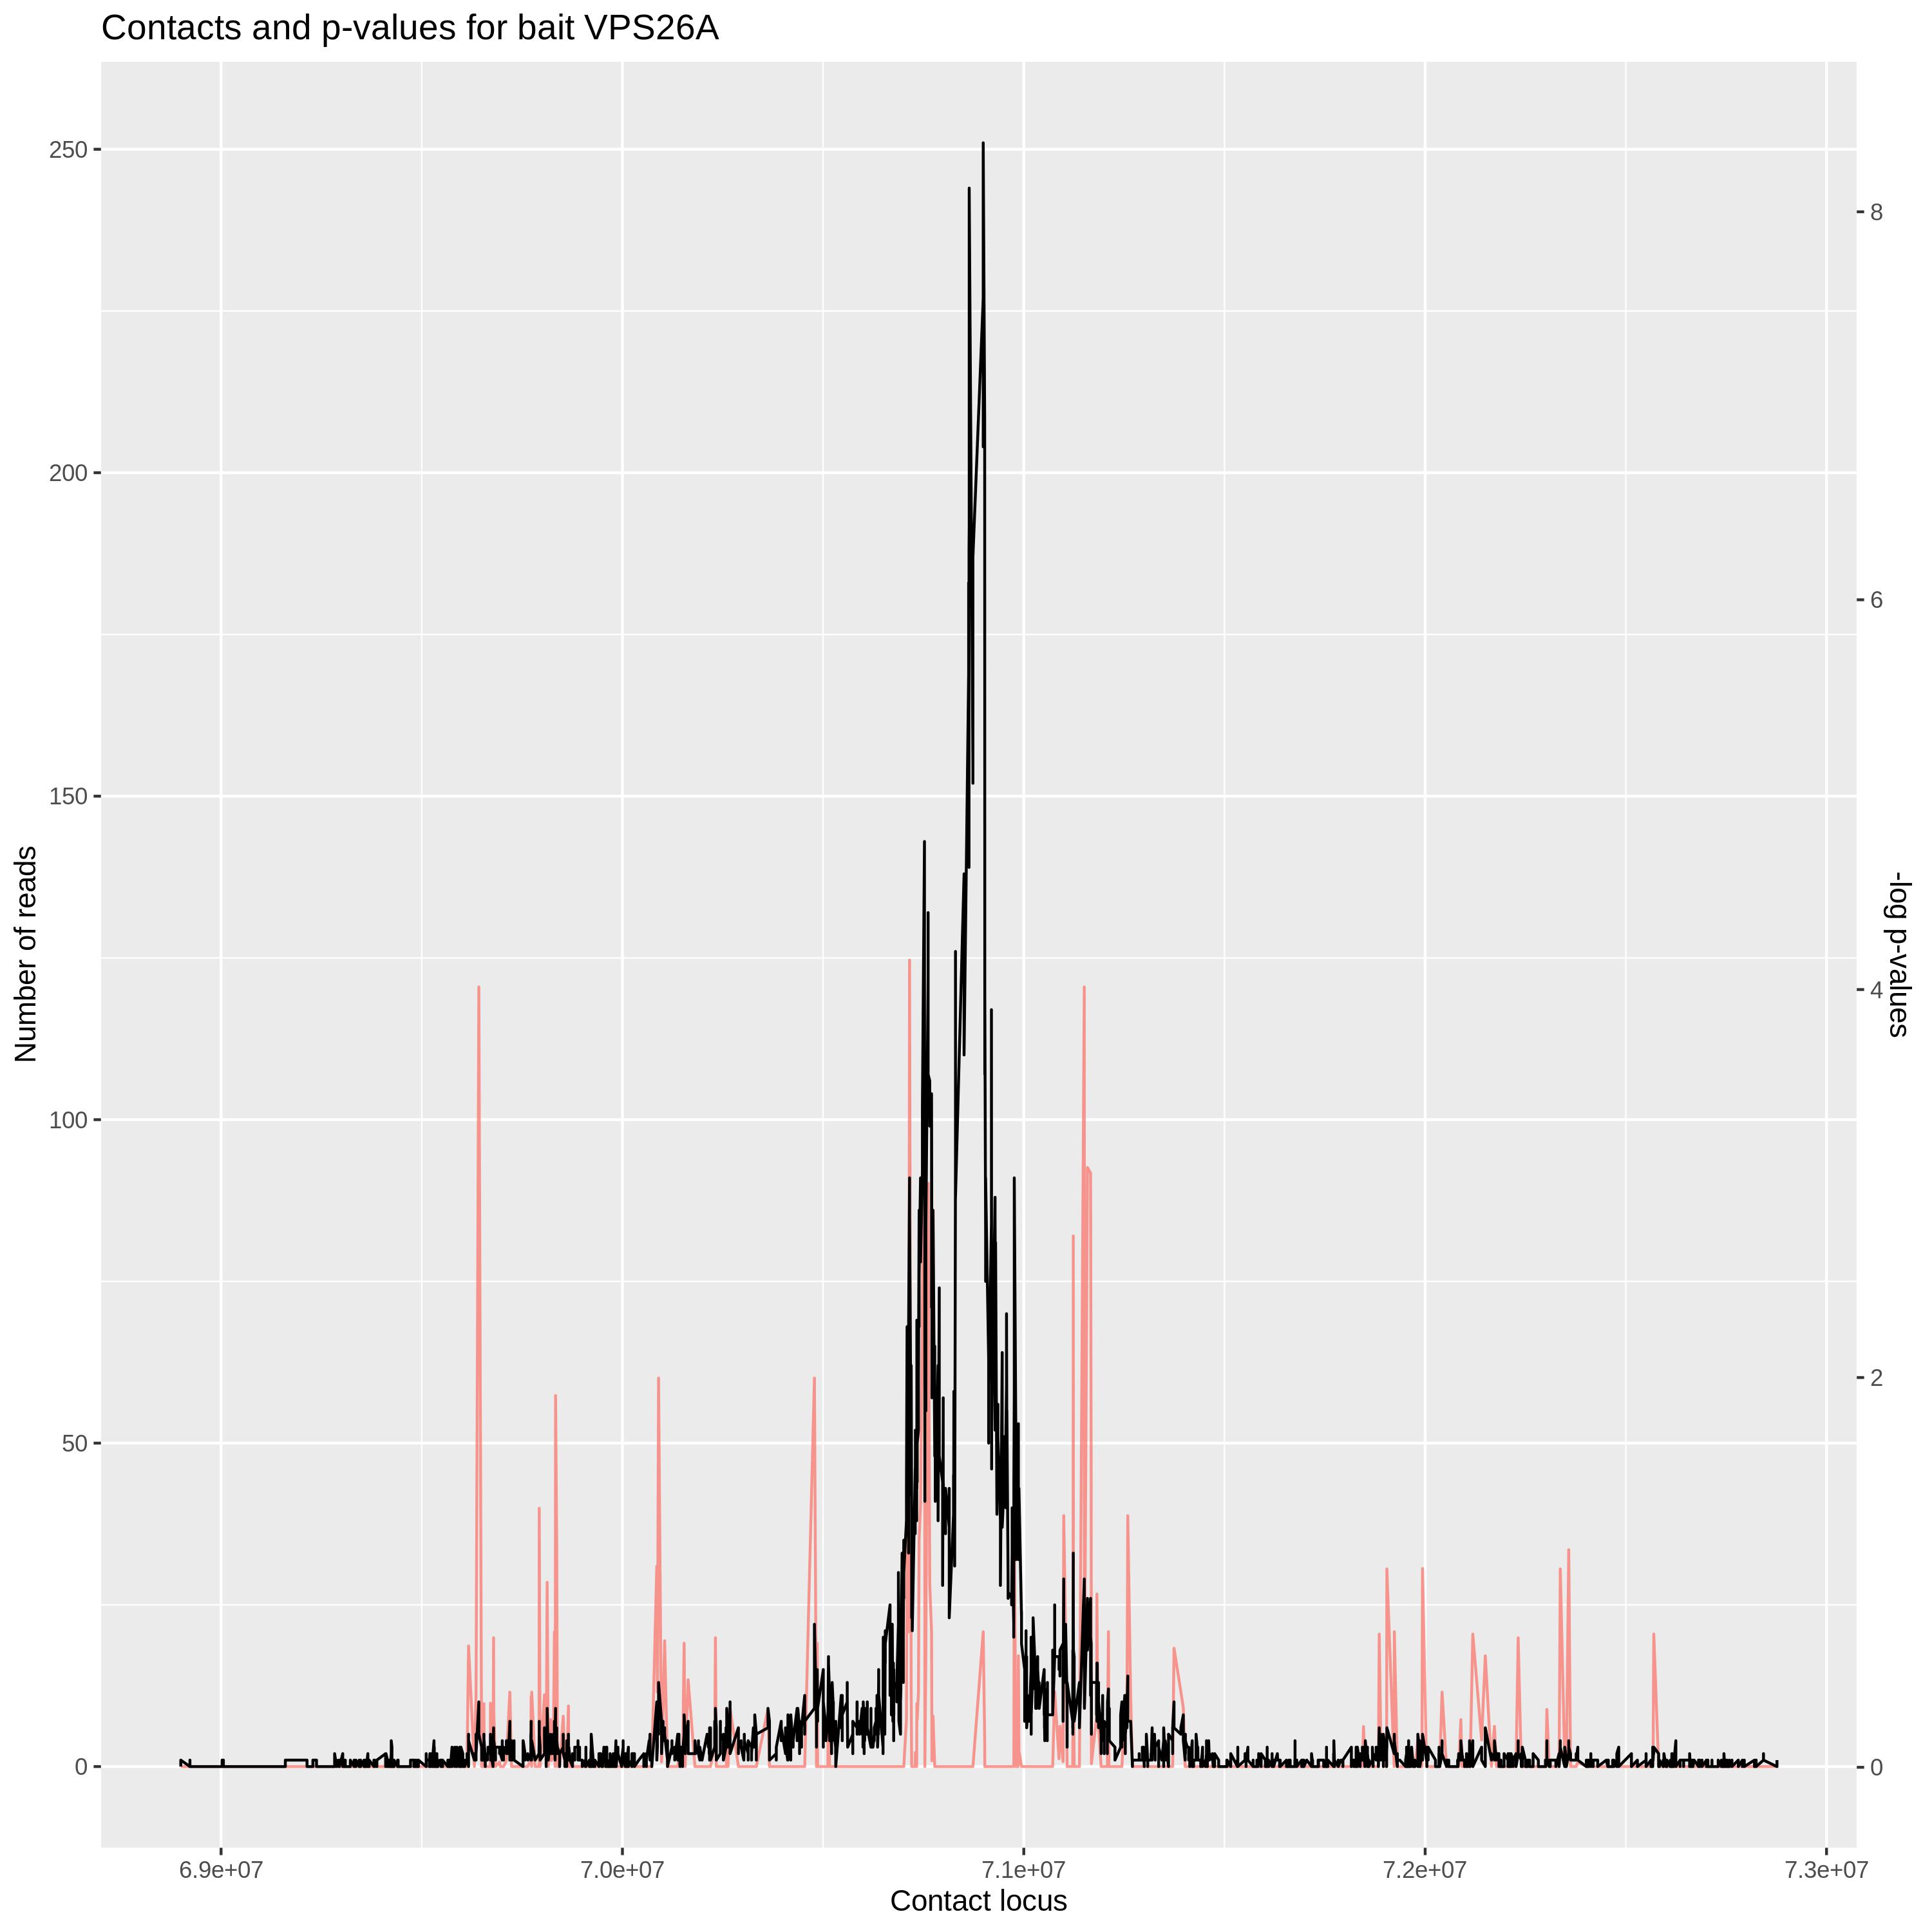 Contacts and p-values for bait VPS26A
250
200
150
100
50
0
Number of reads
8
6
4
2
0
-log p-values
6.9e+07 7.0e+07 7.1e+07 7.2e+07 7.3e+07
Contact locus